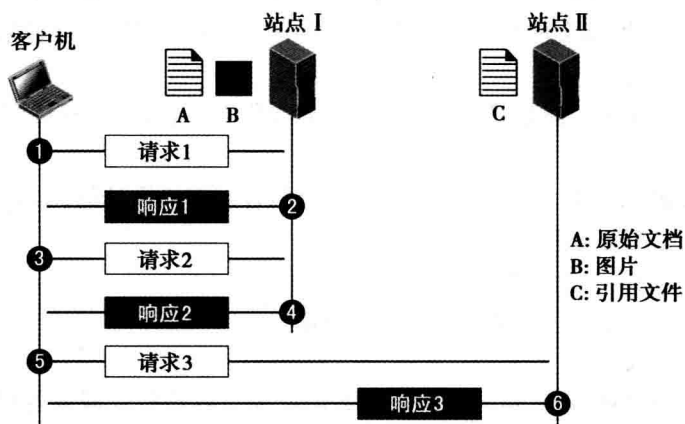 客户机
站点 I
站点 II
A
B
C
1
请求1
响应1
2
3
请求2
响应2
4
A: 原始文档
B: 图片
C: 引用文件
5
请求3
响应3
6